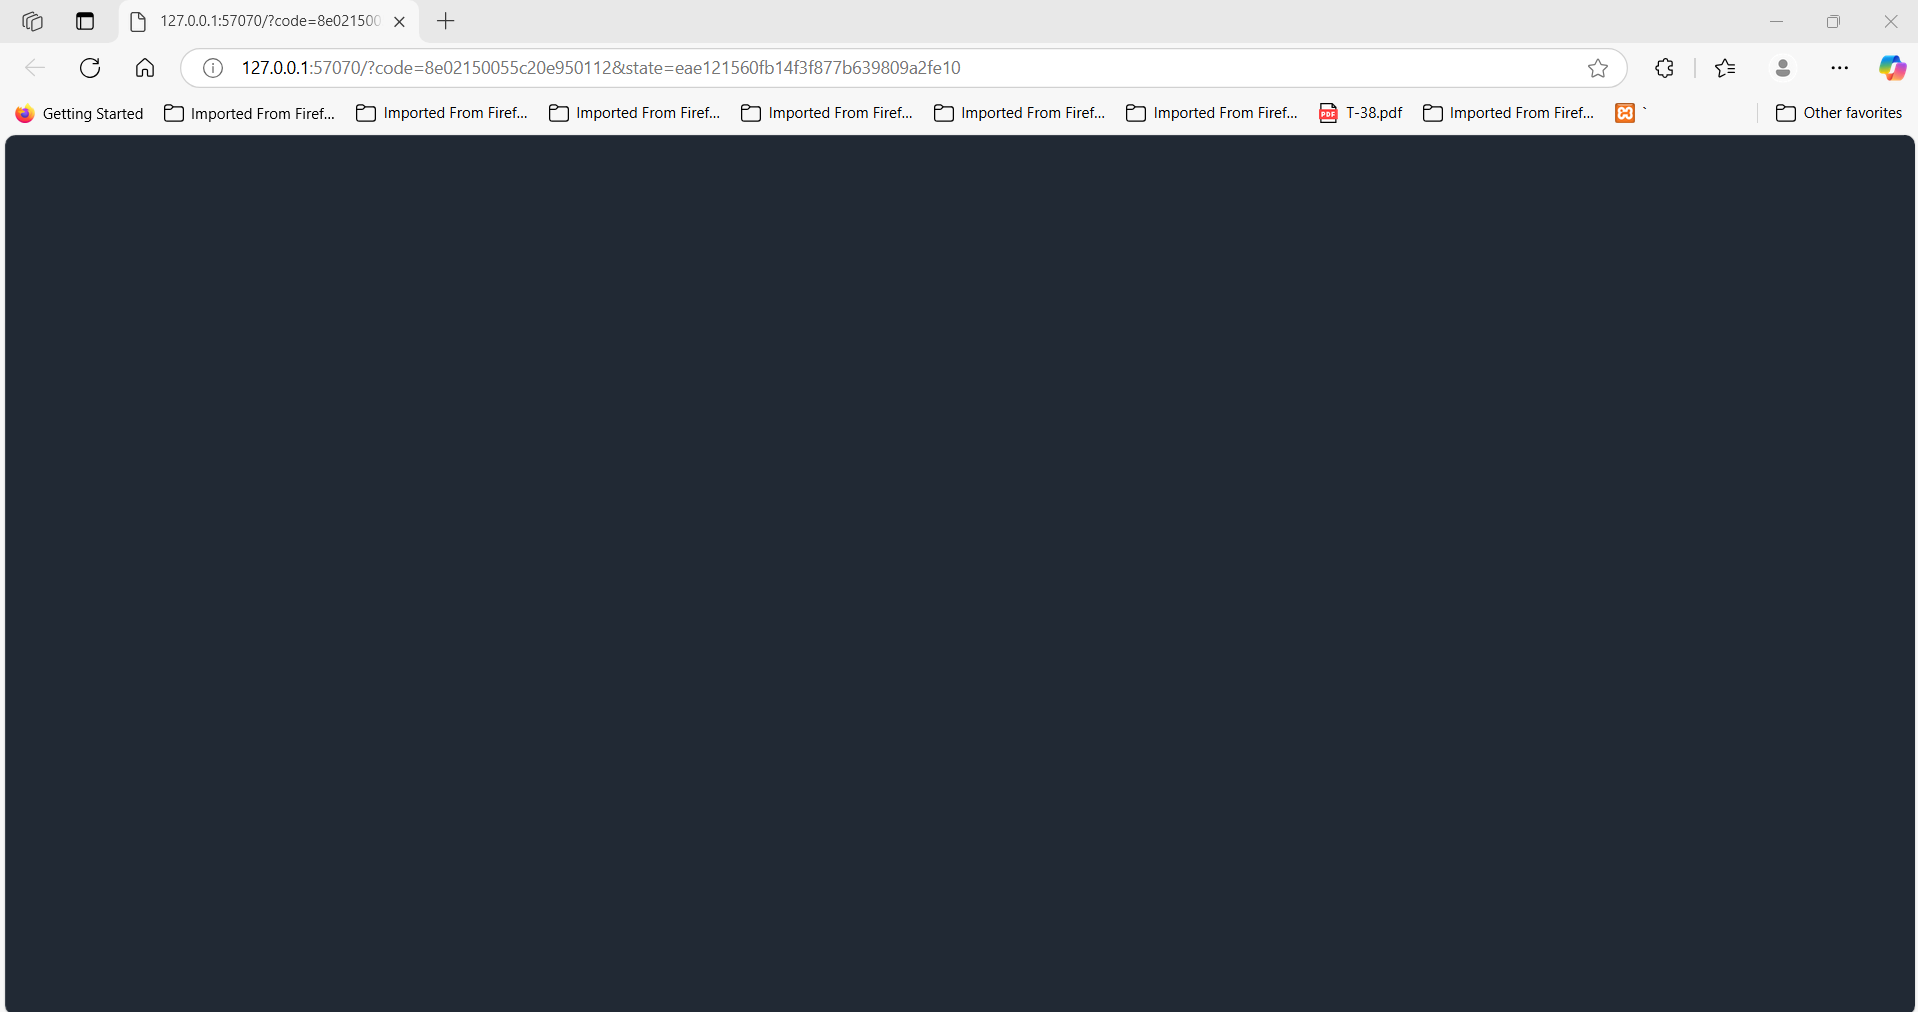 127.0.0.1:57070/?code=8e021500
127.0.0.1:57070/?code=8e02150055c20e950112&state=eae121560fb14f3f877b639809a2fe10
Getting Started Imported From Firef... Imported From Firef... Imported From Firef... Imported From Firef... Imported From Firef... Imported From Firef... PDF T-38.pdf Imported From Firef... ` Other favorites